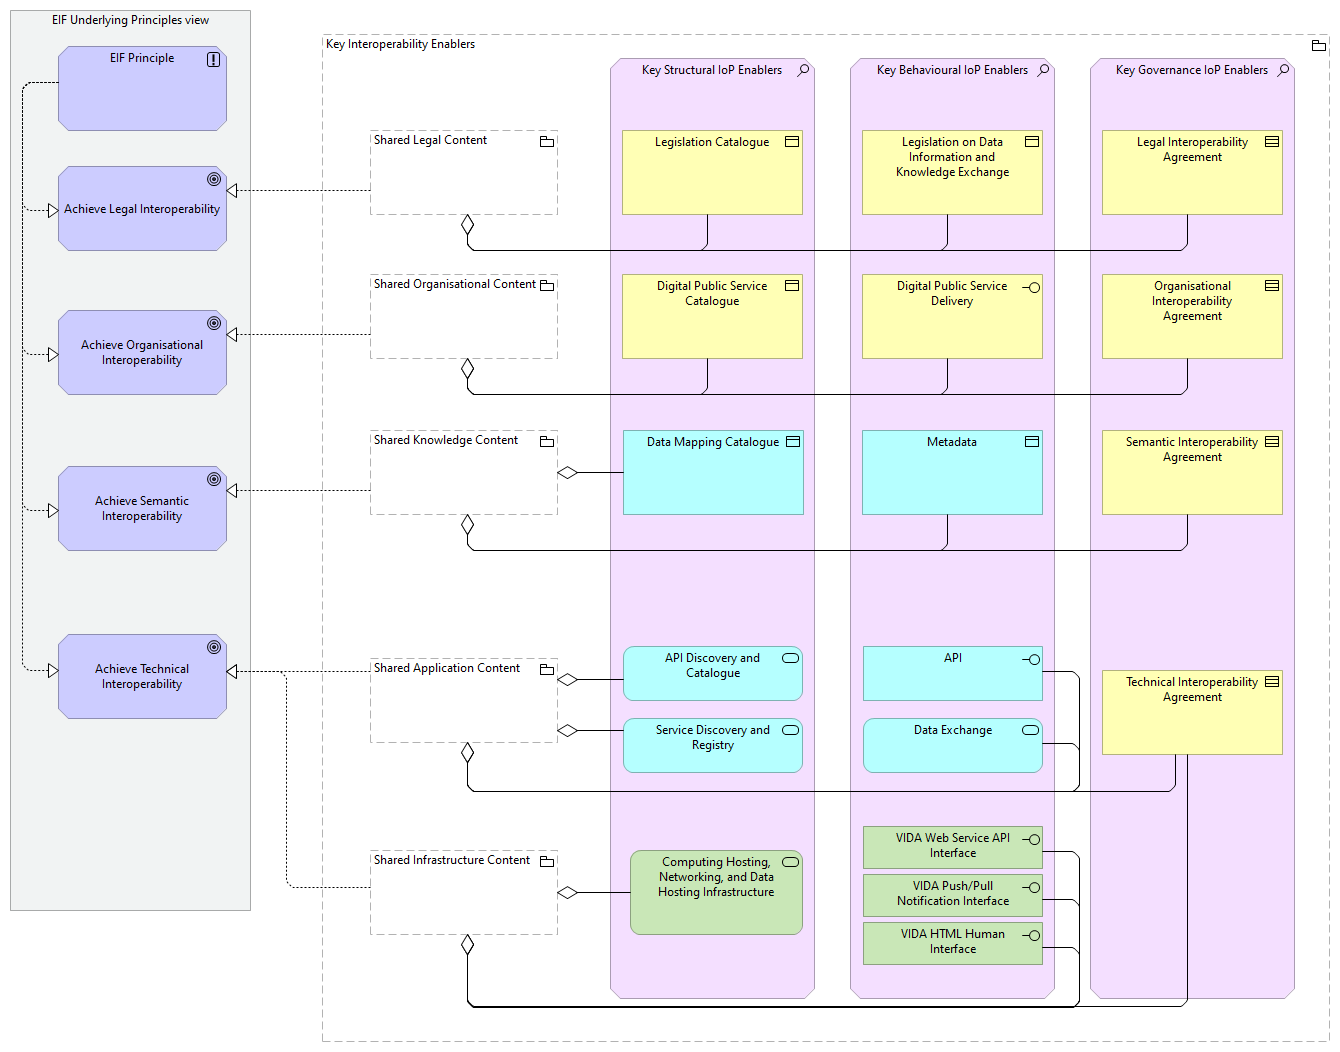 EIF Underlying Principles view
EIF Principle
Achieve Legal Interoperability
Achieve Organisational
Interoperability
Achieve Semantic
Interoperability
Achieve Technical
Interoperability
Key Interoperability Enablers
Key Structural IoP Enablers
Key Behavioural IoP Enablers
Key Governance IoP Enablers
Shared Legal Content
Legislation Catalogue
Legislation on Data
Information and
Knowledge Exchange
Legal Interoperability
Agreement
Shared Organisational Content
Digital Public Service
Catalogue
Digital Public Service
Delivery
Organisational
Interoperability
Agreement
Shared Knowledge Content
Data Mapping Catalogue
Metadata
Semantic Interoperability
Agreement
Shared Application Content
API Discovery and
Catalogue
API
Technical Interoperability
Agreement
Service Discovery and
Registry
Data Exchange
Shared Infrastructure Content
Computing Hosting,
Networking, and Data
Hosting Infrastructure
VIDA Web Service API
Interface
VIDA Push/Pull
Notification Interface
VIDA HTML Human
Interface